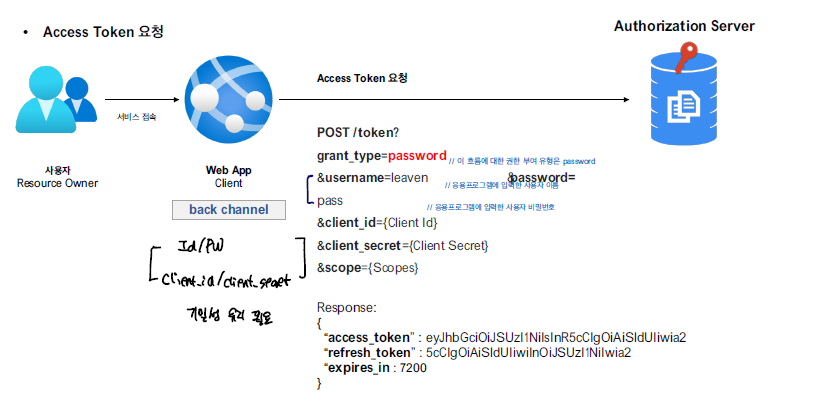 • Access Token 요청
Authorization Server
Access Token 요청
서비스 접속
사용자
Resource Owner
Web App
Client
back channel
Id/PW
Client_id/client_secret
기밀성 유지 필요
POST /token?
grant_type=password // 이 흐름에 대한 권한 부여 유형은 password
&username=leaven &password=
// 응용프로그램에 입력한 사용자 이름
pass // 응용프로그램에 입력한 사용자 비밀번호
&client_id={Client Id}
&client_secret={Client Secret}
&scope={Scopes}
Response:
{
“access_token” : eyJhbGciOiJSUzI1NiIsInR5cCIgOiAiSldUIiwia2
“refresh_token” : 5cCIgOiAiSldUIiwiInOiJSUzI1NiIwia2
“expires_in : 7200
}